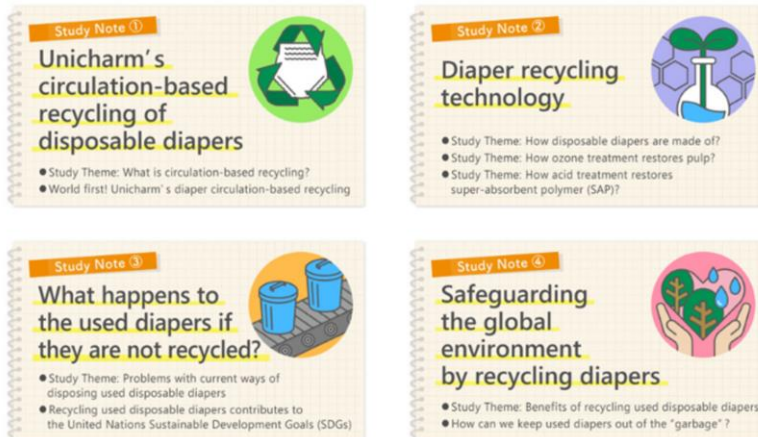 Study Note ①
Unicharm's
circulation-based
recycling of
disposable diapers
● Study Theme: What is circulation-based recycling?
● World first! Unicharm's diaper circulation-based recycling
Study Note ②
Diaper recycling
technology
● Study Theme: How disposable diapers are made of?
● Study Theme: How ozone treatment restores pulp?
● Study Theme: How acid treatment restores
super-absorbent polymer (SAP)?
Study Note ③
What happens to
the used diapers if
they are not recycled?
● Study Theme: Problems with current ways of
disposing used disposable diapers
● Recycling used disposable diapers contributes to
the United Nations Sustainable Development Goals (SDGs)
Study Note ④
Safeguarding
the global
environment
by recycling diapers
● Study Theme: Benefits of recycling used disposable diapers
● How can we keep used diapers out of the "garbage" ?